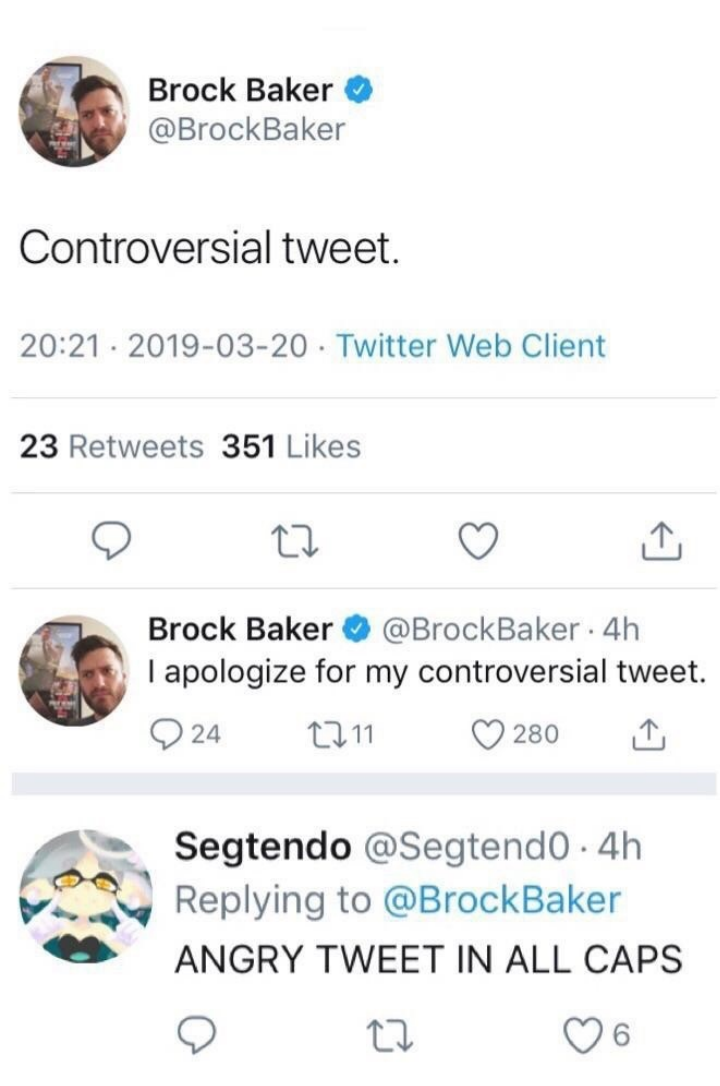 Brock Baker
@BrockBaker
Controversial tweet.
20:21 · 2019-03-20 · Twitter Web Client
23 Retweets 351 Likes
Brock Baker @BrockBaker · 4h
I apologize for my controversial tweet.
24 11 280
Segtendo @Segtend0 · 4h
Replying to @BrockBaker
ANGRY TWEET IN ALL CAPS
6